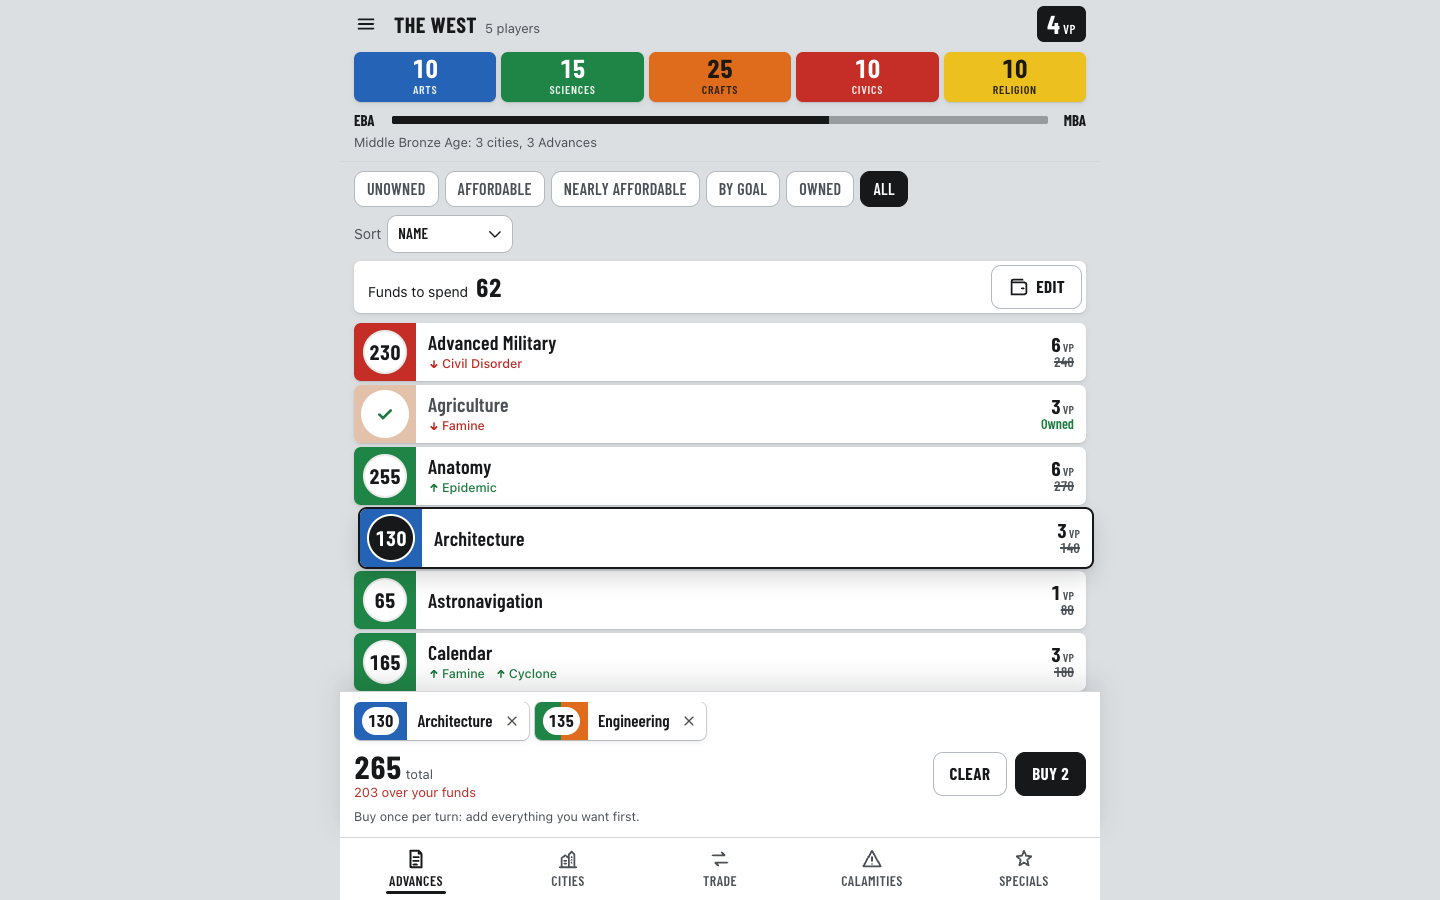 THE WEST 5 players
4 VP
10 ARTS
15 SCIENCES
25 CRAFTS
10 CIVICS
10 RELIGION
EBA MBA
Middle Bronze Age: 3 cities, 3 Advances
UNOWNED AFFORDABLE NEARLY AFFORDABLE BY GOAL OWNED ALL
Sort NAME
Funds to spend 62 EDIT
230 Advanced Military 6 VP
Civil Disorder 240
Agriculture 3 VP
Famine Owned
255 Anatomy 6 VP
Epidemic 270
130 Architecture 3 VP
140
65 Astronavigation 1 VP
80
165 Calendar 3 VP
Famine Cyclone 180
130 Architecture 135 Engineering
265 total
203 over your funds
CLEAR BUY 2
Buy once per turn: add everything you want first.
ADVANCES CITIES TRADE CALAMITIES SPECIALS